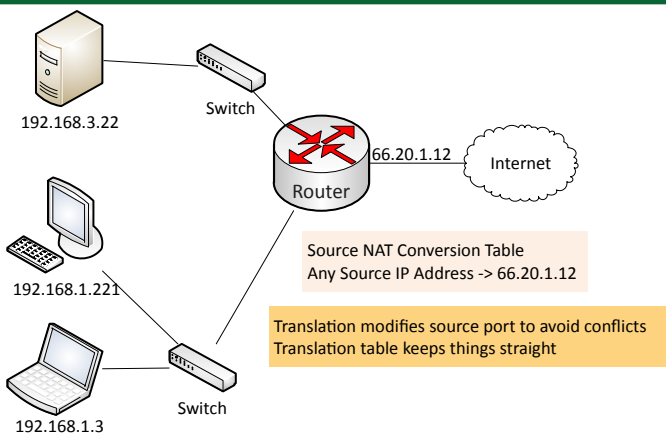 192.168.3.22
Switch
66.20.1.12
Internet
Router
192.168.1.221
Source NAT Conversion Table
Any Source IP Address -> 66.20.1.12
Translation modifies source port to avoid conflicts
Translation table keeps things straight
Switch
192.168.1.3